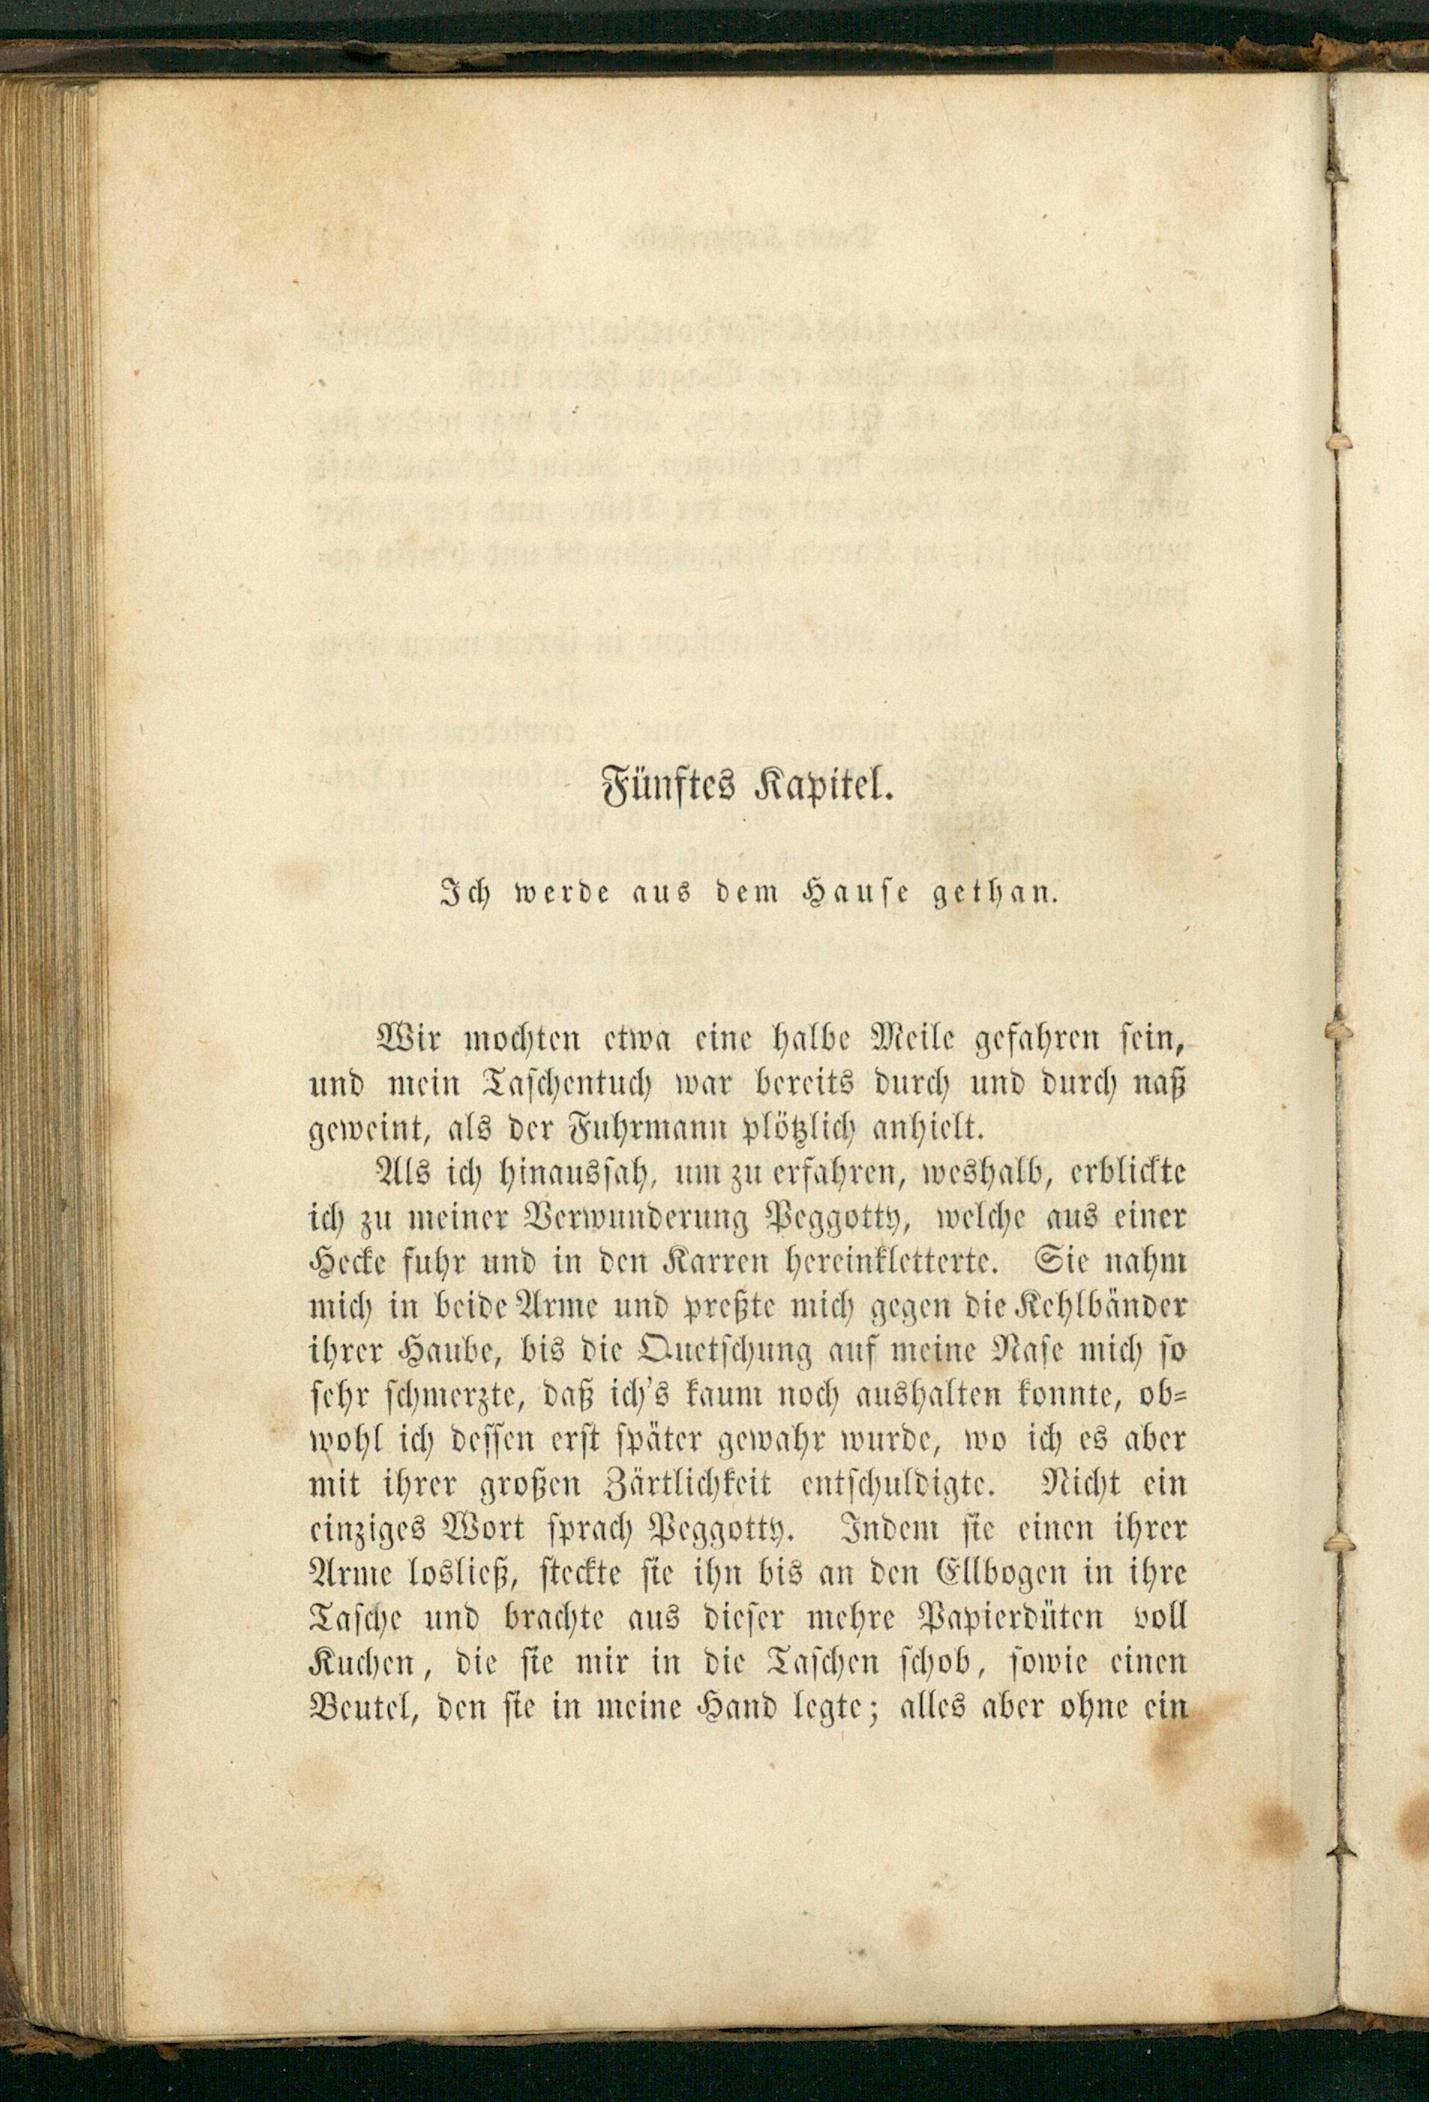 Fünftes Kapitel.
Ich werde aus dem Hause gethan.
Wir mochten etwa eine halbe Meile gefahren sein,
und mein Taschentuch war bereits durch und durch naß
geweint, als der Fuhrmann plötzlich anhielt.
Als ich hinaussah, um zu erfahren, weshalb, erblickte
ich zu meiner Verwunderung Peggotty, welche aus einer
Hecke fuhr und in den Karren hereinkletterte. Sie nahm
mich in beide Arme und preßte mich gegen die Kehlbänder
ihrer Haube, bis die Quetschung auf meine Nase mich so
sehr schmerzte, daß ich's kaum noch aushalten konnte, ob=
wohl ich dessen erst später gewahr wurde, wo ich es aber
mit ihrer großen Zärtlichkeit entschuldigte. Nicht ein
einziges Wort sprach Peggotty. Indem sie einen ihrer
Arme losließ, steckte sie ihn bis an den Ellbogen in ihre
Tasche und brachte aus dieser mehre Papierdüten voll
Kuchen, die sie mir in die Taschen schob, sowie einen
Beutel, den sie in meine Hand legte; alles aber ohne ein